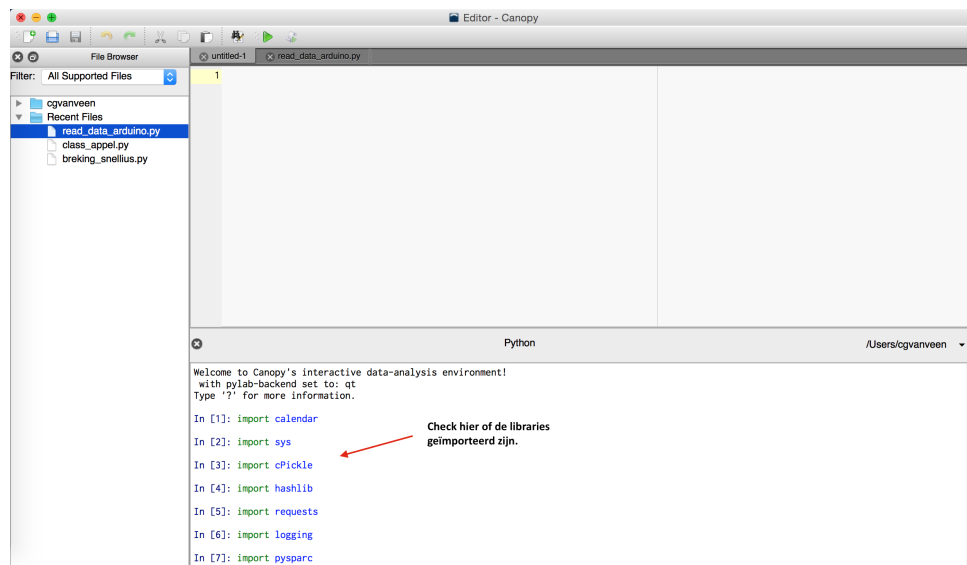 Editor - Canopy
File Browser
untitled-1
read_data_arduino.py
Filter: All Supported Files
1
cgvanveen
Recent Files
read_data_arduino.py
class_appel.py
breking_snellius.py
Python
/Users/cgvanveen
Welcome to Canopy's interactive data-analysis environment!
with pylab-backend set to: qt
Type '?' for more information.
In [1]: import calendar
In [2]: import sys
In [3]: import cPickle
In [4]: import hashlib
In [5]: import requests
In [6]: import logging
In [7]: import pysparc
Check hier of de libraries
geïmporteerd zijn.